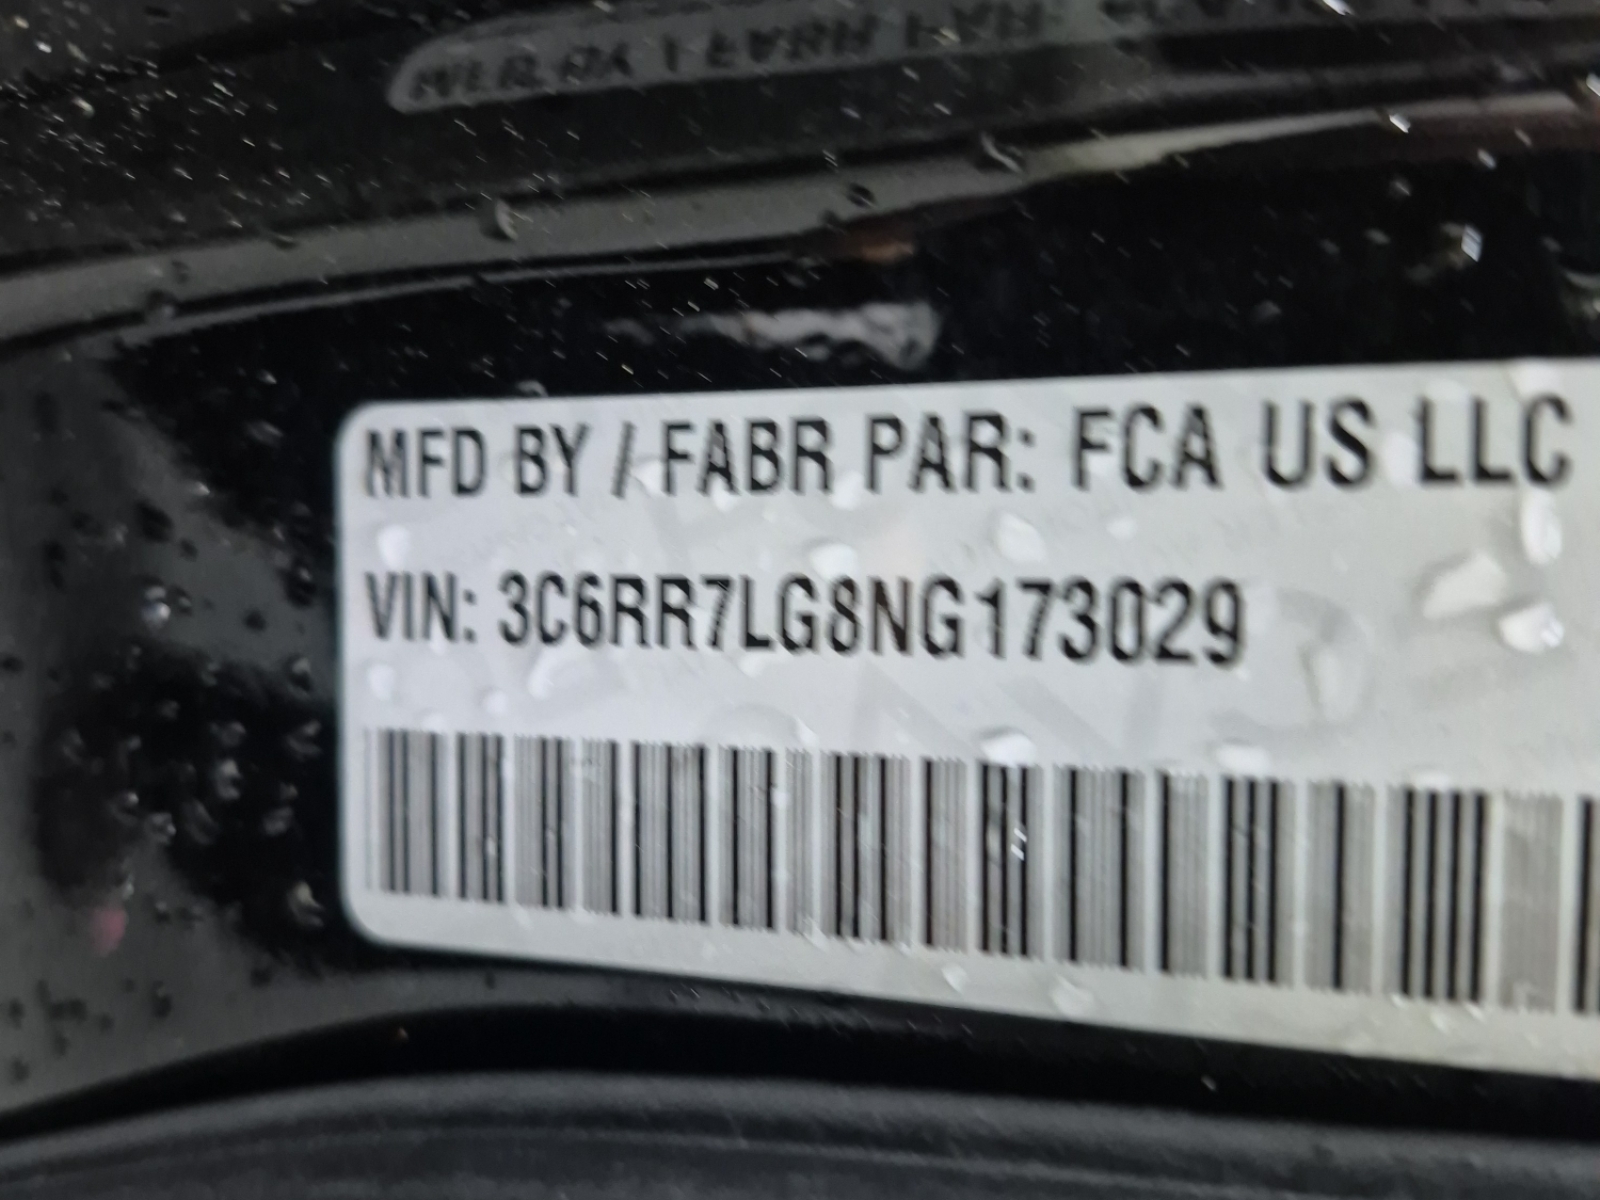 MFD BY / FABR PAR: FCA US LLC
VIN: 3C6RR7LG8NG173029